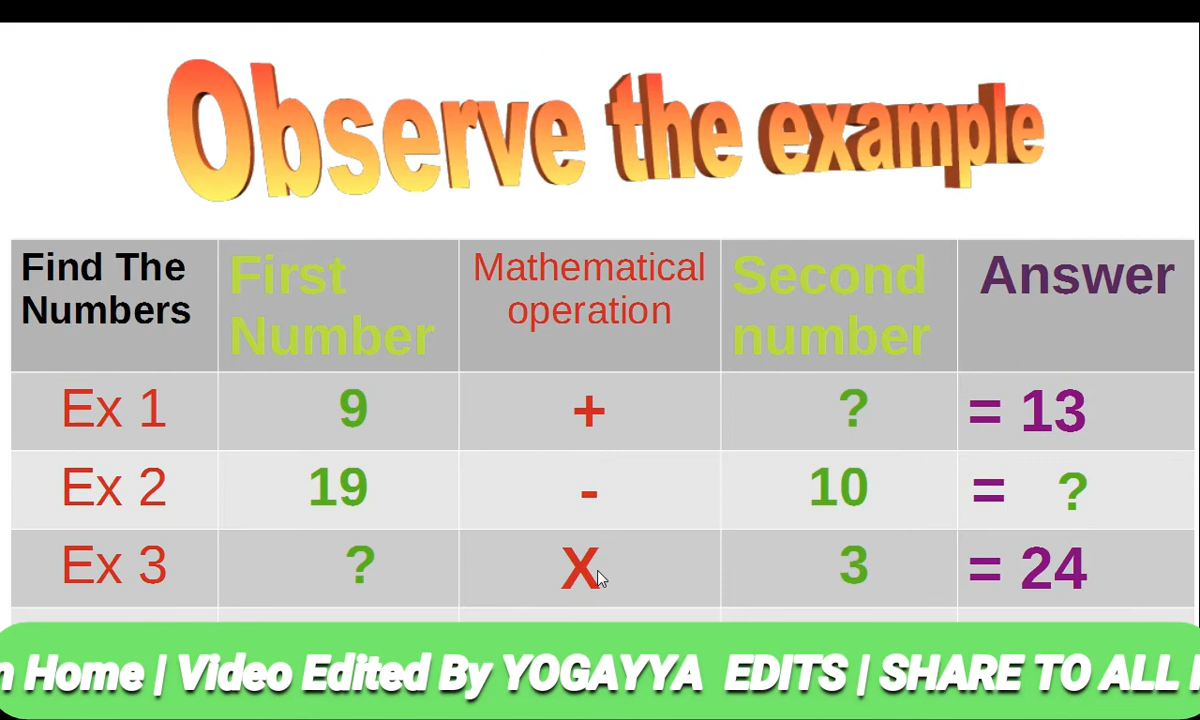 Observe the example
Find The Numbers First Number Mathematical operation Second number Answer
Ex 1 9 + ? = 13
Ex 2 19 - 10 = ?
Ex 3 ? X 3 = 24
Home | Video Edited By YOGAYYA EDITS | SHARE TO ALL